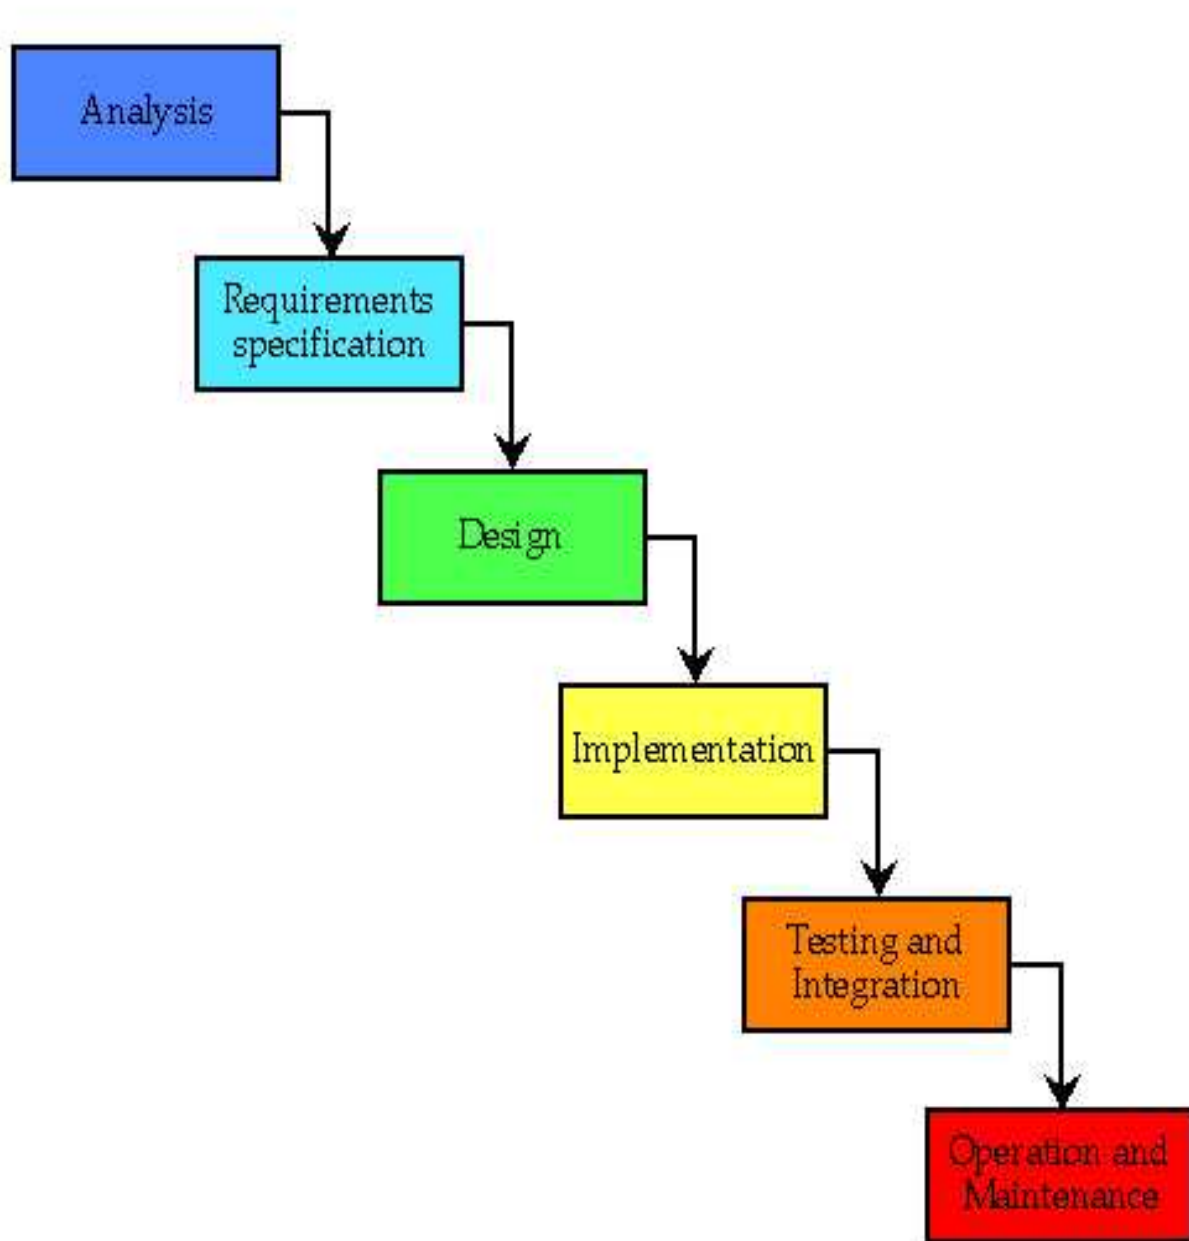 Analysis
Requirements
specification
Design
Implementation
Testing and
Integration
Operation and
Maintenance